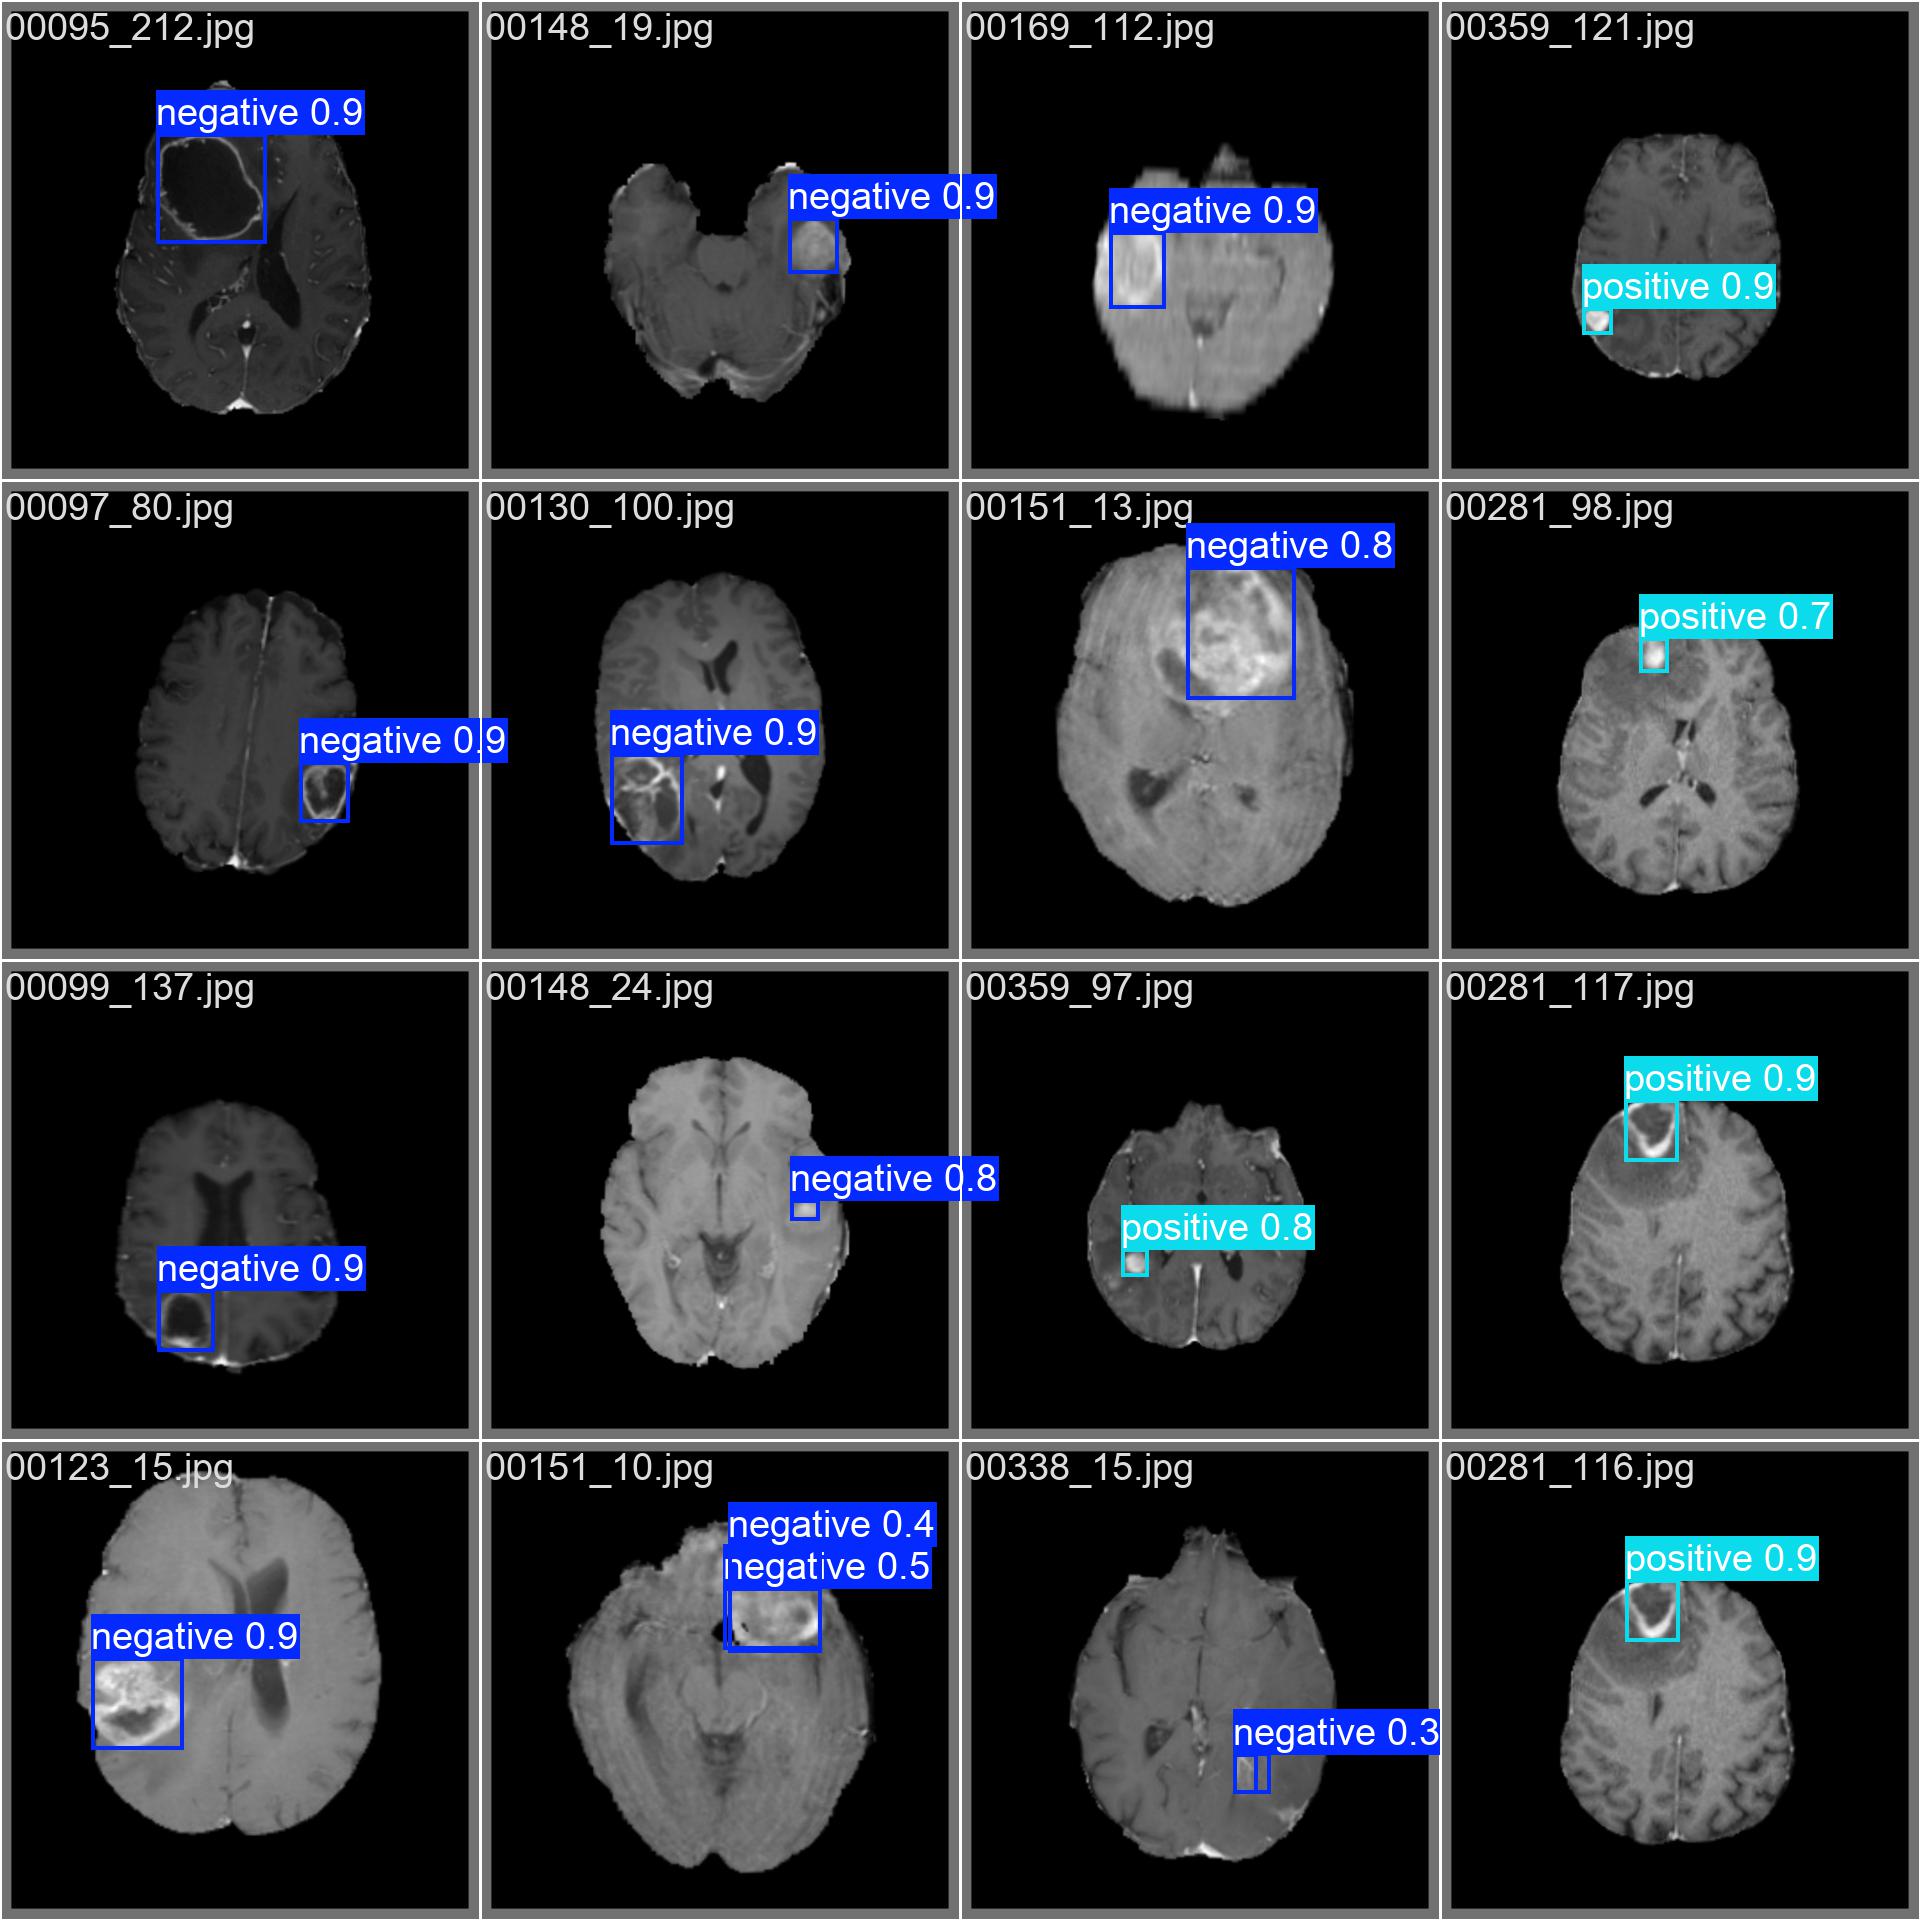 00095_212.jpg
negative 0.9
00148_19.jpg
negative 0.9
00169_112.jpg
negative 0.9
00359_121.jpg
positive 0.9
00097_80.jpg
negative 0.9
00130_100.jpg
negative 0.9
00151_13.jpg
negative 0.8
00281_98.jpg
positive 0.7
00099_137.jpg
negative 0.9
00148_24.jpg
negative 0.8
00359_97.jpg
positive 0.8
00281_117.jpg
positive 0.9
00123_15.jpg
negative 0.9
00151_10.jpg
negative 0.4
negative 0.5
00338_15.jpg
negative 0.3
00281_116.jpg
positive 0.9